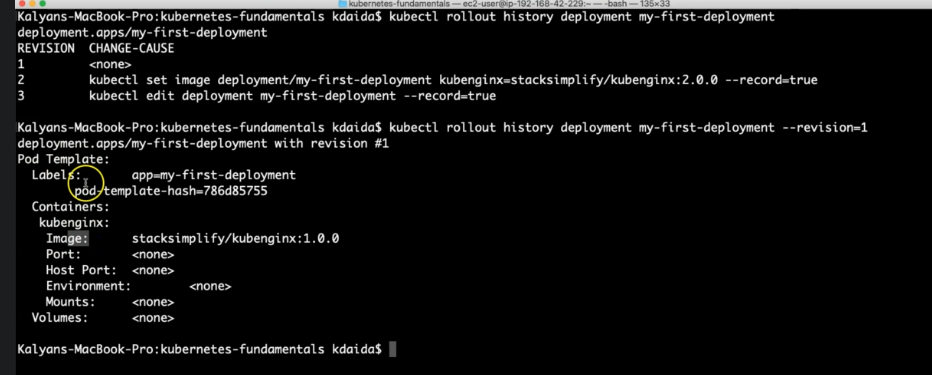 kubernetes-fundamentals — ec2-user@ip-192-168-42-229:~ — -bash — 135×33
Kalyans-MacBook-Pro:kubernetes-fundamentals kdaida$ kubectl rollout history deployment my-first-deployment
deployment.apps/my-first-deployment
REVISION  CHANGE-CAUSE
1         <none>
2         kubectl set image deployment/my-first-deployment kubenginx=stacksimplify/kubenginx:2.0.0 --record=true
3         kubectl edit deployment my-first-deployment --record=true
Kalyans-MacBook-Pro:kubernetes-fundamentals kdaida$ kubectl rollout history deployment my-first-deployment --revision=1
deployment.apps/my-first-deployment with revision #1
Pod Template:
  Labels:       app=my-first-deployment
        pod-template-hash=786d85755
  Containers:
   kubenginx:
    Image:      stacksimplify/kubenginx:1.0.0
    Port:       <none>
    Host Port:  <none>
    Environment:        <none>
    Mounts:     <none>
  Volumes:      <none>
Kalyans-MacBook-Pro:kubernetes-fundamentals kdaida$